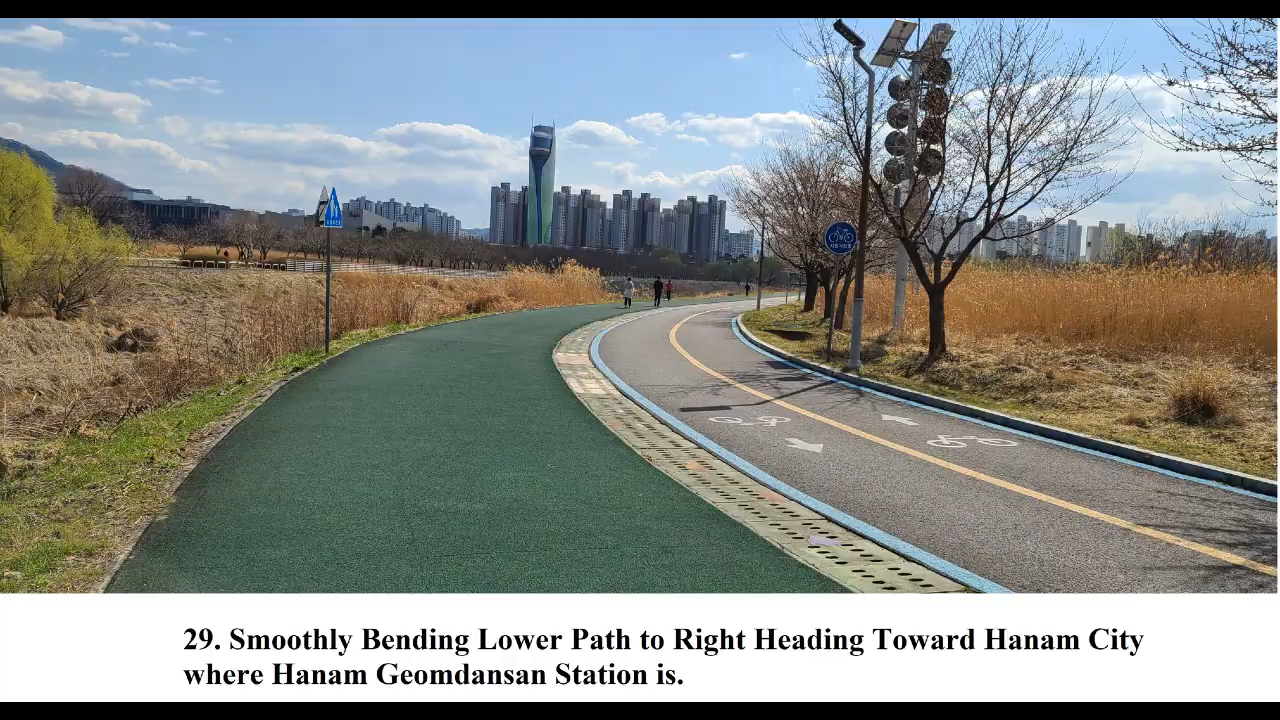 29. Smoothly Bending Lower Path to Right Heading Toward Hanam City
where Hanam Geomdansan Station is.